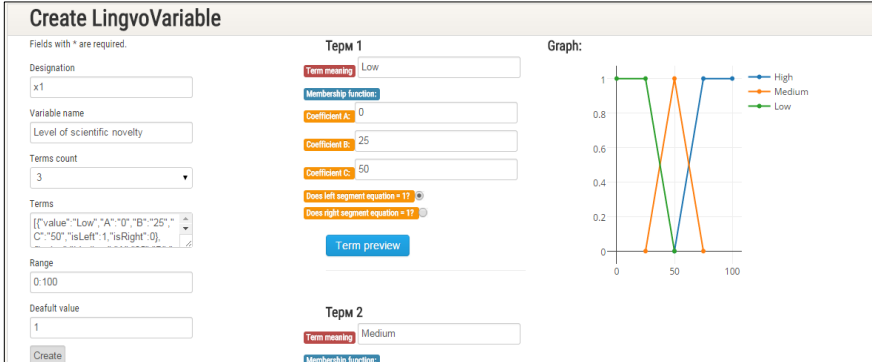 Create LingvoVariable
Fields with * are required.
Designation
x1
Variable name
Level of scientific novelty
Terms count
3
Terms
[{"value":"Low","A":"0","B":"25","
C":"50","isLeft":1,"isRight":0},
Range
0:100
Deafult value
1
Create
Терм 1
Term meaning Low
Membership function:
Coefficient A: 0
Coefficient B: 25
Coefficient C: 50
Does left segment equation = 1?
Does right segment equation = 1?
Term preview
Терм 2
Term meaning Medium
Membership function:
Graph:
1
0.8
0.6
0.4
0.2
0
0 50 100
High
Medium
Low